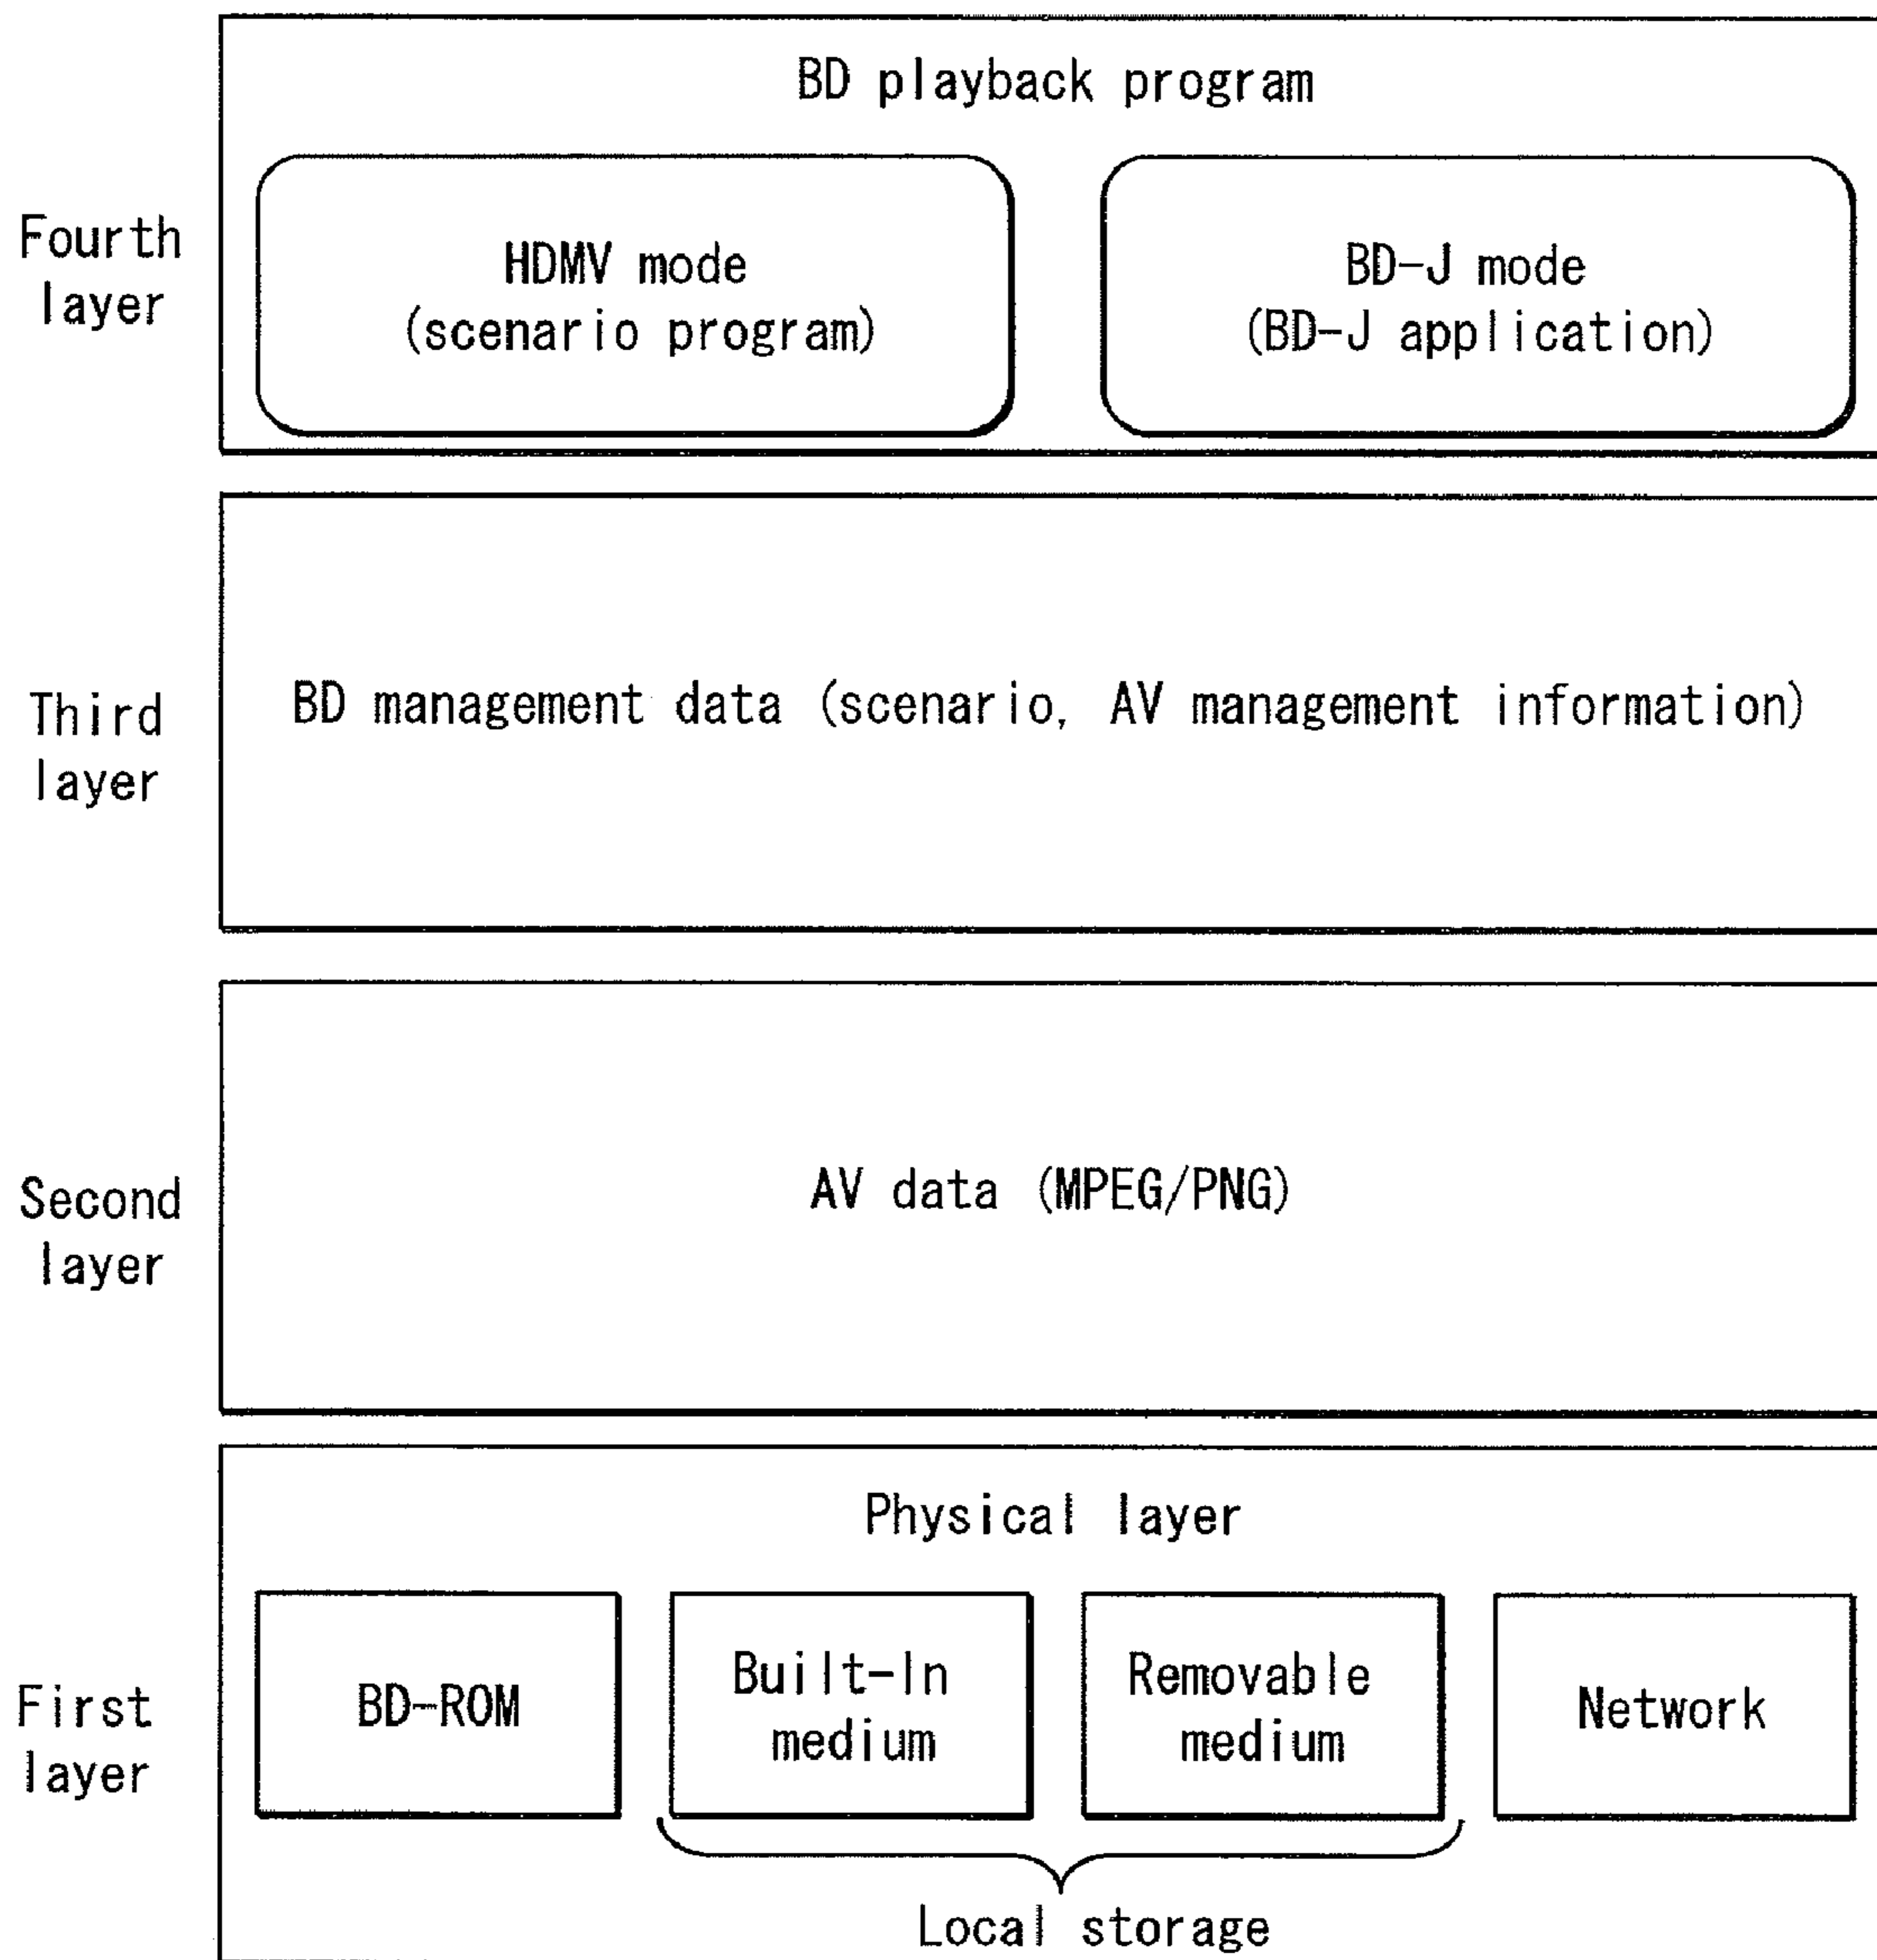 BD playback program
Fourth
layer
HDMV mode
(scenario program)
BD-J mode
(BD-J application)
Third
layer
BD management data (scenario, AV management information)
Second
layer
AV data (MPEG/PNG)
Physical layer
First
layer
BD-ROM
Built-In
medium
Removable
medium
Network
Local storage